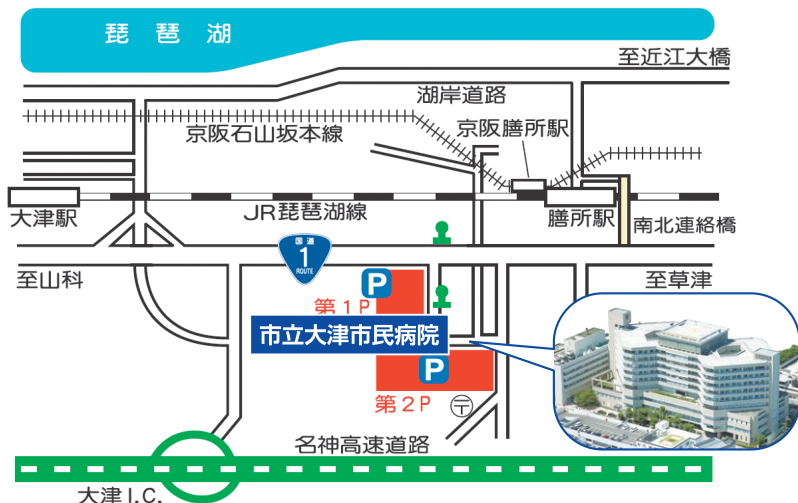 琵琶湖
至近江大橋
湖岸道路
京阪石山坂本線
京阪膳所駅
大津駅
JR琵琶湖線
膳所駅
南北連絡橋
国道
1
ROUTE
至山科
至草津
P
第1P
市立大津市民病院
P
第2P
〒
名神高速道路
大津I.C.